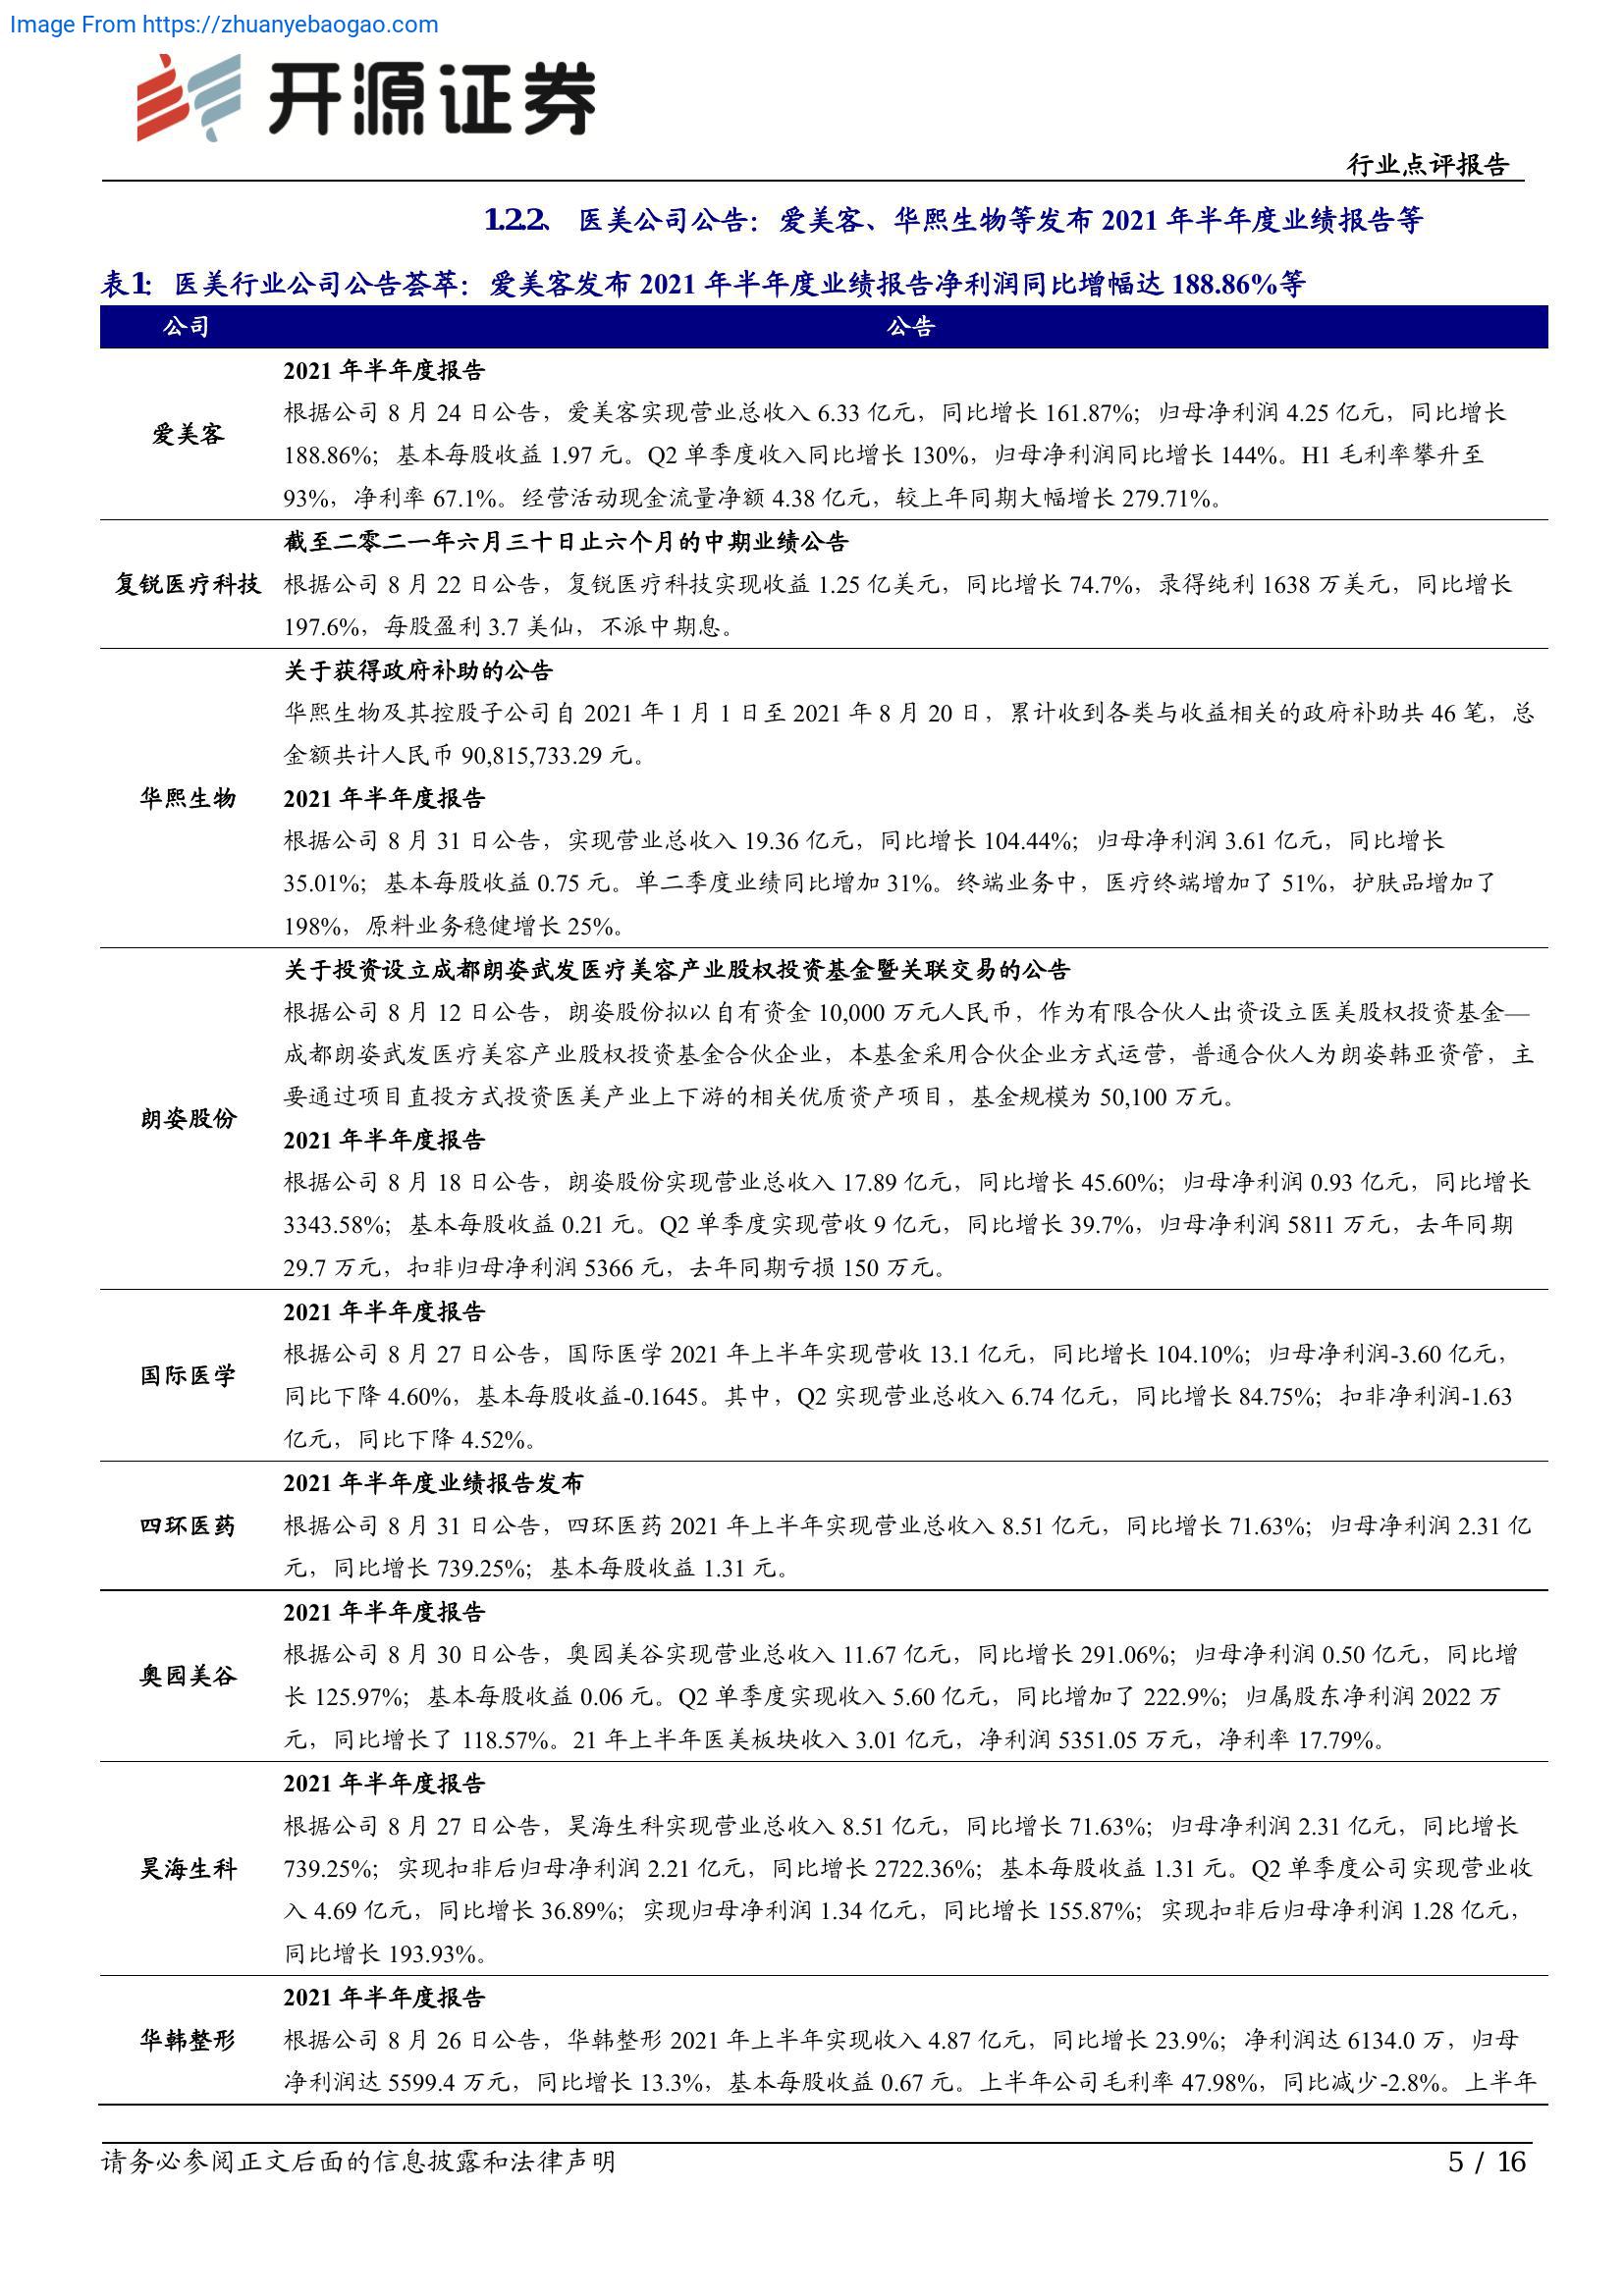 Image From https://zhuanyebaogao.com
开源证券
行业点评报告
1.2.2、 医美公司公告：爱美客、华熙生物等发布 2021 年半年度业绩报告等
表1： 医美行业公司公告荟萃：爱美客发布 2021 年半年度业绩报告净利润同比增幅达 188.86%等
公司 公告
2021 年半年度报告
爱美客
根据公司 8 月 24 日公告，爱美客实现营业总收入 6.33 亿元，同比增长 161.87%；归母净利润 4.25 亿元，同比增长
188.86%；基本每股收益 1.97 元。Q2 单季度收入同比增长 130%，归母净利润同比增长 144%。H1 毛利率攀升至
93%，净利率 67.1%。经营活动现金流量净额 4.38 亿元，较上年同期大幅增长 279.71%。
截至二零二一年六月三十日止六个月的中期业绩公告
复锐医疗科技
根据公司 8 月 22 日公告，复锐医疗科技实现收益 1.25 亿美元，同比增长 74.7%，录得纯利 1638 万美元，同比增长
197.6%，每股盈利 3.7 美仙，不派中期息。
关于获得政府补助的公告
华熙生物及其控股子公司自 2021 年 1 月 1 日至 2021 年 8 月 20 日，累计收到各类与收益相关的政府补助共 46 笔，总
金额共计人民币 90,815,733.29 元。
华熙生物
2021 年半年度报告
根据公司 8 月 31 日公告，实现营业总收入 19.36 亿元，同比增长 104.44%；归母净利润 3.61 亿元，同比增长
35.01%；基本每股收益 0.75 元。单二季度业绩同比增加 31%。终端业务中，医疗终端增加了 51%，护肤品增加了
198%，原料业务稳健增长 25%。
关于投资设立成都朗姿武发医疗美容产业股权投资基金暨关联交易的公告
根据公司 8 月 12 日公告，朗姿股份拟以自有资金 10,000 万元人民币，作为有限合伙人出资设立医美股权投资基金—
成都朗姿武发医疗美容产业股权投资基金合伙企业，本基金采用合伙企业方式运营，普通合伙人为朗姿韩亚资管，主
要通过项目直投方式投资医美产业上下游的相关优质资产项目，基金规模为 50,100 万元。
朗姿股份
2021 年半年度报告
根据公司 8 月 18 日公告，朗姿股份实现营业总收入 17.89 亿元，同比增长 45.60%；归母净利润 0.93 亿元，同比增长
3343.58%；基本每股收益 0.21 元。Q2 单季度实现营收 9 亿元，同比增长 39.7%，归母净利润 5811 万元，去年同期
29.7 万元，扣非归母净利润 5366 元，去年同期亏损 150 万元。
2021 年半年度报告
国际医学
根据公司 8 月 27 日公告，国际医学 2021 年上半年实现营收 13.1 亿元，同比增长 104.10%；归母净利润-3.60 亿元，
同比下降 4.60%，基本每股收益-0.1645。其中，Q2 实现营业总收入 6.74 亿元，同比增长 84.75%；扣非净利润-1.63
亿元，同比下降 4.52%。
2021 年半年度业绩报告发布
四环医药
根据公司 8 月 31 日公告，四环医药 2021 年上半年实现营业总收入 8.51 亿元，同比增长 71.63%；归母净利润 2.31 亿
元，同比增长 739.25%；基本每股收益 1.31 元。
2021 年半年度报告
奥园美谷
根据公司 8 月 30 日公告，奥园美谷实现营业总收入 11.67 亿元，同比增长 291.06%；归母净利润 0.50 亿元，同比增
长 125.97%；基本每股收益 0.06 元。Q2 单季度实现收入 5.60 亿元，同比增加了 222.9%；归属股东净利润 2022 万
元，同比增长了 118.57%。21 年上半年医美板块收入 3.01 亿元，净利润 5351.05 万元，净利率 17.79%。
2021 年半年度报告
昊海生科
根据公司 8 月 27 日公告，昊海生科实现营业总收入 8.51 亿元，同比增长 71.63%；归母净利润 2.31 亿元，同比增长
739.25%；实现扣非后归母净利润 2.21 亿元，同比增长 2722.36%；基本每股收益 1.31 元。Q2 单季度公司实现营业收
入 4.69 亿元，同比增长 36.89%；实现归母净利润 1.34 亿元，同比增长 155.87%；实现扣非后归母净利润 1.28 亿元，
同比增长 193.93%。
2021 年半年度报告
华韩整形
根据公司 8 月 26 日公告，华韩整形 2021 年上半年实现收入 4.87 亿元，同比增长 23.9%；净利润达 6134.0 万，归母
净利润达 5599.4 万元，同比增长 13.3%，基本每股收益 0.67 元。上半年公司毛利率 47.98%，同比减少-2.8%。上半年
请务必参阅正文后面的信息披露和法律声明 5 / 16